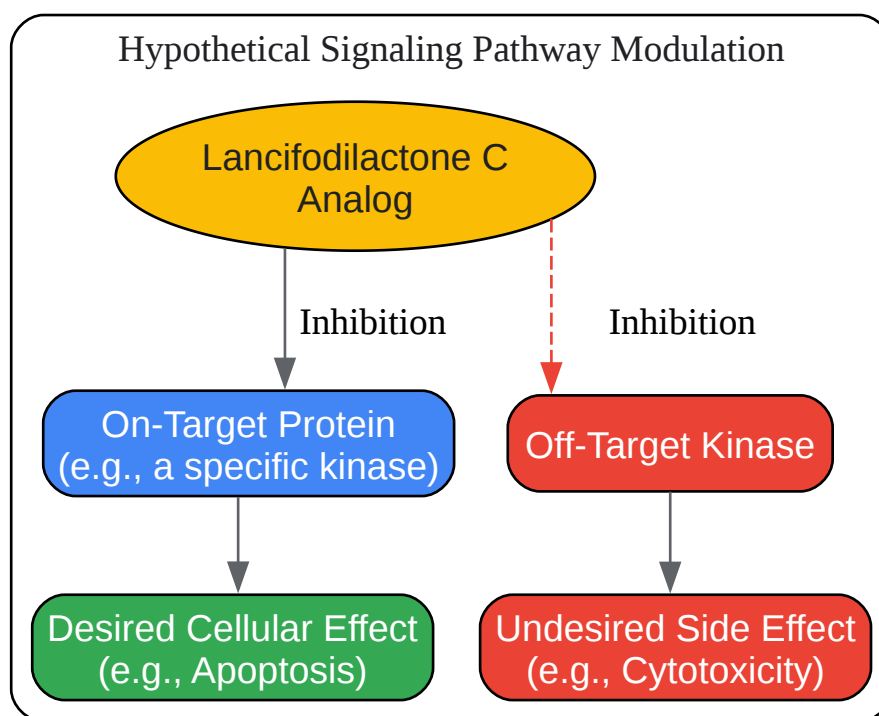 Hypothetical Signaling Pathway Modulation
Lancifodilactone C
Analog
Inhibition
Inhibition
On-Target Protein
(e.g., a specific kinase)
Off-Target Kinase
Desired Cellular Effect
(e.g., Apoptosis)
Undesired Side Effect
(e.g., Cytotoxicity)